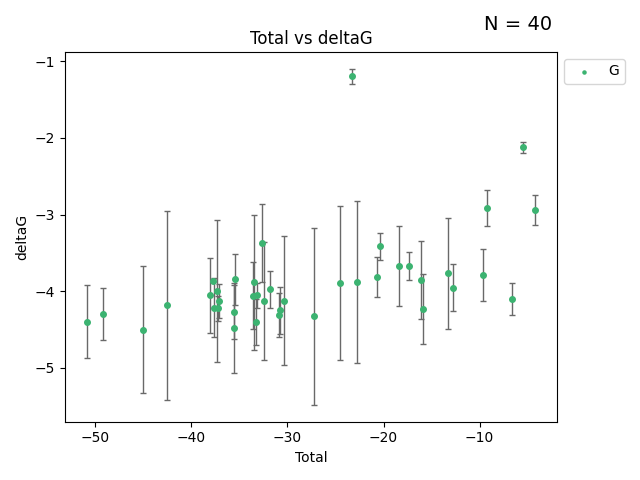 N = 40
Total vs deltaG
G
−1
−2
−3
−4
−5
deltaG
−50 −40 −30 −20 −10
Total